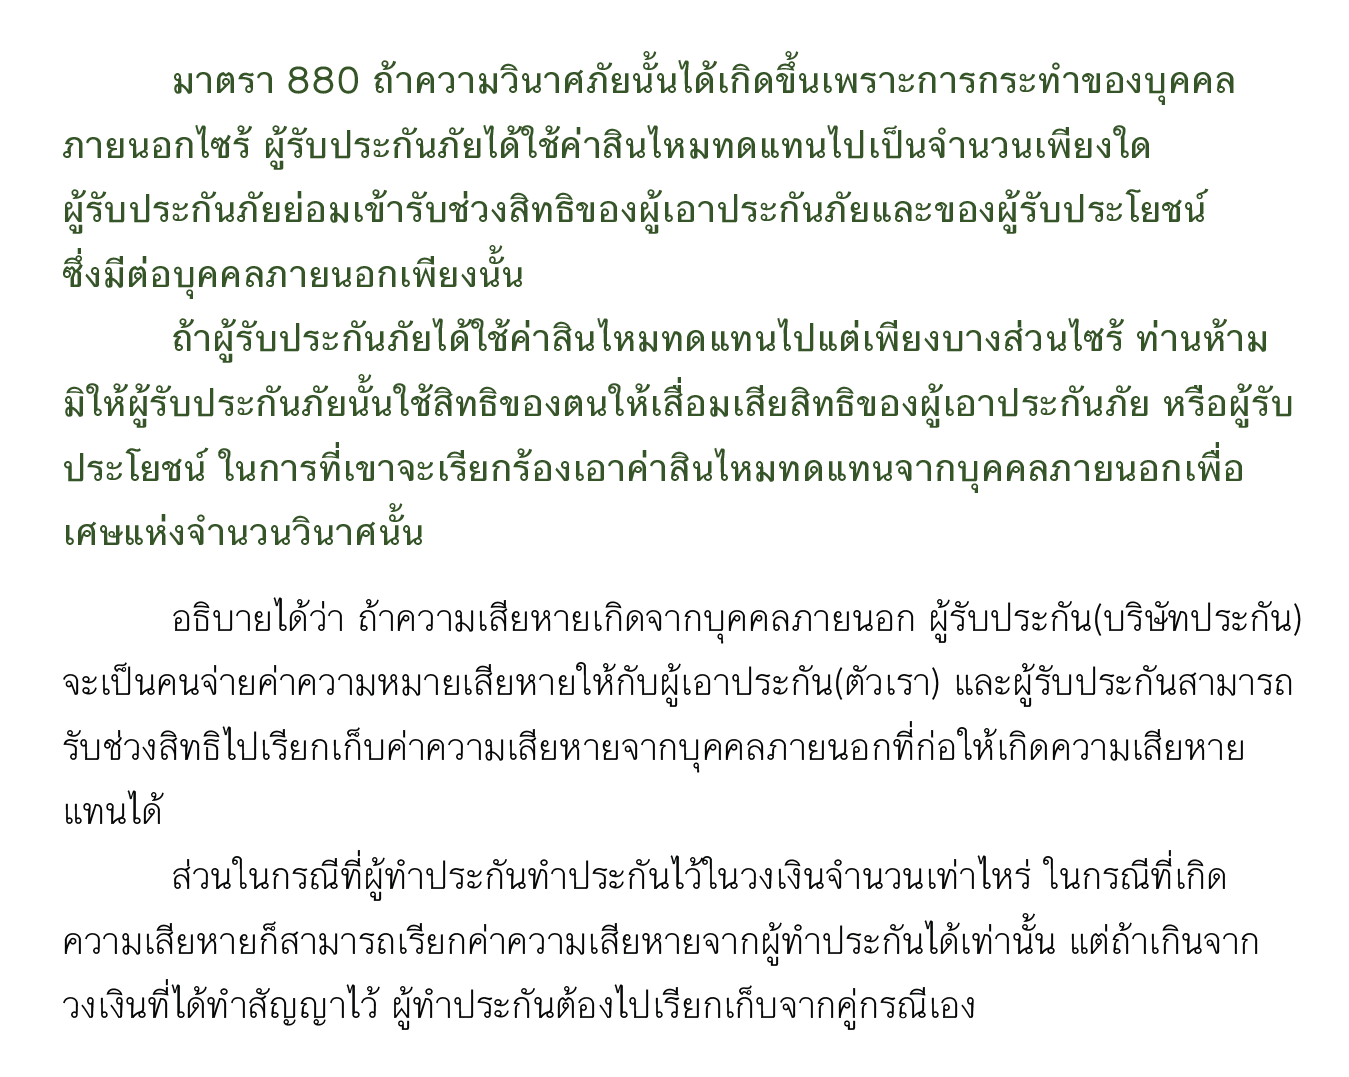 มาตรา 880 ถ้าความวินาศภัยนั้นได้เกิดขึ้นเพราะการกระทำของบุคคล
ภายนอกไซร้ ผู้รับประกันภัยได้ใช้ค่าสินไหมทดแทนไปเป็นจำนวนเพียงใด
ผู้รับประกันภัยย่อมเข้ารับช่วงสิทธิของผู้เอาประกันภัยและของผู้รับประโยชน์
ซึ่งมีต่อบุคคลภายนอกเพียงนั้น
ถ้าผู้รับประกันภัยได้ใช้ค่าสินไหมทดแทนไปแต่เพียงบางส่วนไซร้ ท่านห้าม
มิให้ผู้รับประกันภัยนั้นใช้สิทธิของตนให้เสื่อมเสียสิทธิของผู้เอาประกันภัย หรือผู้รับ
ประโยชน์ ในการที่เขาจะเรียกร้องเอาค่าสินไหมทดแทนจากบุคคลภายนอกเพื่อ
เศษแห่งจำนวนวินาศนั้น
อธิบายได้ว่า ถ้าความเสียหายเกิดจากบุคคลภายนอก ผู้รับประกัน(บริษัทประกัน)
จะเป็นคนจ่ายค่าความหมายเสียหายให้กับผู้เอาประกัน(ตัวเรา) และผู้รับประกันสามารถ
รับช่วงสิทธิไปเรียกเก็บค่าความเสียหายจากบุคคลภายนอกที่ก่อให้เกิดความเสียหาย
แทนได้
ส่วนในกรณีที่ผู้ทำประกันทำประกันไว้ในวงเงินจำนวนเท่าไหร่ ในกรณีที่เกิด
ความเสียหายก็สามารถเรียกค่าความเสียหายจากผู้ทำประกันได้เท่านั้น แต่ถ้าเกินจาก
วงเงินที่ได้ทำสัญญาไว้ ผู้ทำประกันต้องไปเรียกเก็บจากคู่กรณีเอง